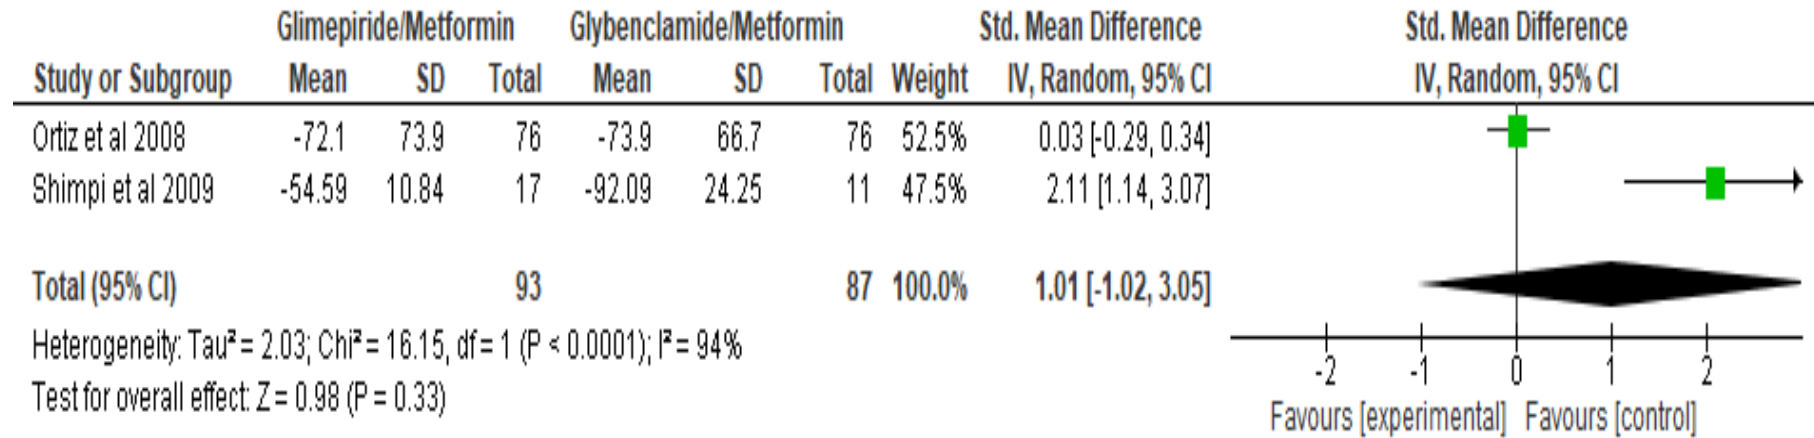 Glimepiride/Metformin Glybenclamide/Metformin Std. Mean Difference Std. Mean Difference
Study or Subgroup Mean SD Total Mean SD Total Weight IV, Random, 95% CI IV, Random, 95% CI
Ortiz et al 2008 -72.1 73.9 76 -73.9 66.7 76 52.5% 0.03 [-0.29, 0.34]
Shimpi et al 2009 -54.59 10.84 17 -92.09 24.25 11 47.5% 2.11 [1.14, 3.07]
Total (95% CI) 93 87 100.0% 1.01 [-1.02, 3.05]
Heterogeneity: Tau² = 2.03; Chi² = 16.15, df = 1 (P < 0.0001); I² = 94%
Test for overall effect: Z = 0.98 (P = 0.33)
-2 -1 0 1 2
Favours [experimental] Favours [control]